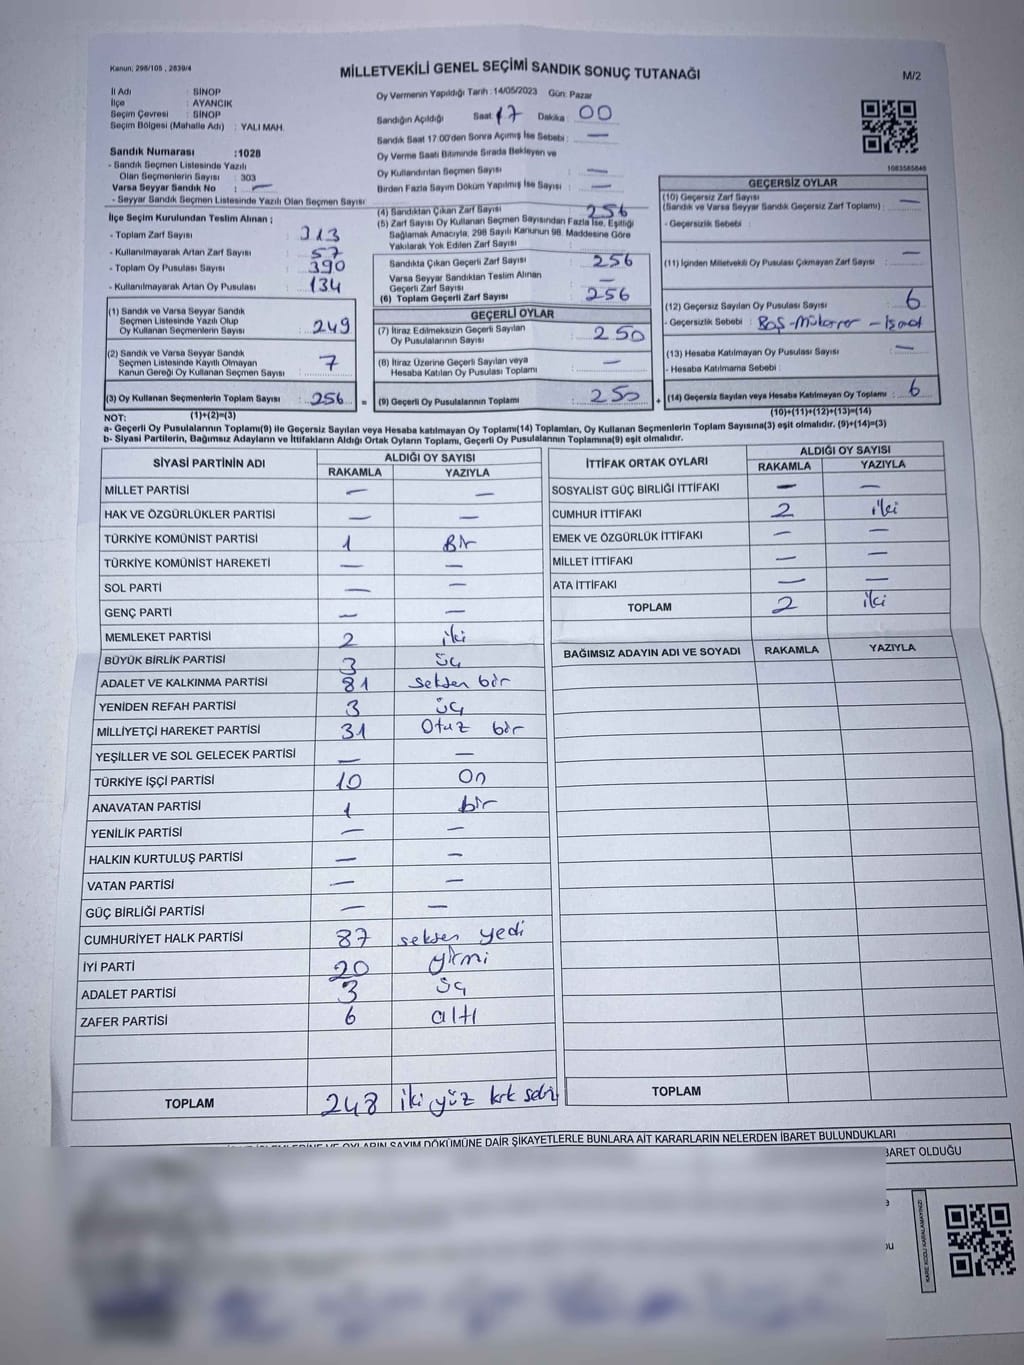 Kanun, 298/105 , 2839/4
MİLLETVEKİLİ GENEL SEÇİMİ SANDIK SONUÇ TUTANAĞI
M/2
İl Adı : SİNOP
İlçe : AYANCIK
Seçim Çevresi : SİNOP
Seçim Bölgesi (Mahalle Adı) : YALI MAH.
Sandık Numarası :1028
- Sandık Seçmen Listesinde Yazılı
Olan Seçmenlerin Sayısı : 303
Varsa Seyyar Sandık No : —
- Seyyar Sandık Seçmen Listesinde Yazılı Olan Seçmen Sayısı
Oy Vermenin Yapıldığı Tarih :14/05/2023 Gün: Pazar
Sandığın Açıldığı Saat :17 Dakika : 00
Sandık Saat 17:00'den Sonra Açımış İse Sebebi : —
Oy Verme Saati Bitiminde Sırada Bekleyen ve
Oy Kullandırılan Seçmen Sayısı : —
Birden Fazla Sayım Döküm Yapılmış İse Sayısı : —
1083585845
İlçe Seçim Kurulundan Teslim Alınan ;
- Toplam Zarf Sayısı : 313
- Kullanılmayarak Artan Zarf Sayısı : 57
- Toplam Oy Pusulası Sayısı : 390
- Kullanılmayarak Artan Oy Pusulası : 134
(1) Sandık ve Varsa Seyyar Sandık
Seçmen Listesinde Yazılı Olup
Oy Kullanan Seçmenlerin Sayısı : 249
(2) Sandık ve Varsa Seyyar Sandık
Seçmen Listesinde Kayıtlı Olmayan
Kanun Gereği Oy Kullanan Seçmen Sayısı : 7
(3) Oy Kullanan Seçmenlerin Toplam Sayısı : 256 =
(4) Sandıktan Çıkan Zarf Sayısı : 256
(5) Zarf Sayısı Oy Kullanan Seçmen Sayısından Fazla İse, Eşitliği
Sağlamak Amacıyla, 298 Sayılı Kanunun 98. Maddesine Göre
Yakılarak Yok Edilen Zarf Sayısı :
Sandıkta Çıkan Geçerli Zarf Sayısı : 256
Varsa Seyyar Sandıktan Teslim Alınan
Geçerli Zarf Sayısı : —
(6) Toplam Geçerli Zarf Sayısı : 256
GEÇERLİ OYLAR
(7) İtiraz Edilmeksizin Geçerli Sayılan
Oy Pusulalarının Sayısı : 250
(8) İtiraz Üzerine Geçerli Sayılan veya
Hesaba Katılan Oy Pusulası Toplamı : —
(9) Geçerli Oy Pusulalarının Toplamı : 250 +
GEÇERSİZ OYLAR
(10) Geçersiz Zarf Sayısı
(Sandık ve Varsa Seyyar Sandık Geçersiz Zarf Toplamı) : —
- Geçersizlik Sebebi :
(11) İçinden Milletvekili Oy Pusulası Çıkmayan Zarf Sayısı : —
(12) Geçersiz Sayılan Oy Pusulası Sayısı : 6
- Geçersizlik Sebebi : Boş-Mükerrer -
(13) Hesaba Katılmayan Oy Pusulası Sayısı : —
- Hesaba Katılmama Sebebi :
(14) Geçersiz Sayılan veya Hesaba Katılmayan Oy Toplamı : 6
NOT: (1)+(2)=(3)
(10)+(11)+(12)+(13)=(14)
a- Geçerli Oy Pusulalarının Toplamı(9) ile Geçersiz Sayılan veya Hesaba katılmayan Oy Toplamı(14) Toplamları, Oy Kullanan Seçmenlerin Toplam Sayısına(3) eşit olmalıdır. (9)+(14)=(3)
b- Siyasi Partilerin, Bağımsız Adayların ve İttifakların Aldığı Ortak Oyların Toplamı, Geçerli Oy Pusulalarının Toplamına(9) eşit olmalıdır.
SİYASİ PARTİNİN ADI ALDIĞI OY SAYISI
RAKAMLA YAZIYLA
MİLLET PARTİSİ — —
HAK VE ÖZGÜRLÜKLER PARTİSİ — —
TÜRKİYE KOMÜNİST PARTİSİ 1 Bir
TÜRKİYE KOMÜNİST HAREKETİ — —
SOL PARTİ — —
GENÇ PARTİ — —
MEMLEKET PARTİSİ 2 iki
BÜYÜK BİRLİK PARTİSİ 3 üç
ADALET VE KALKINMA PARTİSİ 81 seksen bir
YENİDEN REFAH PARTİSİ 3 üç
MİLLİYETÇİ HAREKET PARTİSİ 31 Otuz bir
YEŞİLLER VE SOL GELECEK PARTİSİ — —
TÜRKİYE İŞÇİ PARTİSİ 10 On
ANAVATAN PARTİSİ 1 bir
YENİLİK PARTİSİ — —
HALKIN KURTULUŞ PARTİSİ — —
VATAN PARTİSİ — —
GÜÇ BİRLİĞİ PARTİSİ — —
CUMHURİYET HALK PARTİSİ 87 seksen yedi
İYİ PARTİ 20 yirmi
ADALET PARTİSİ 3 üç
ZAFER PARTİSİ 6 altı
TOPLAM 248 iki yüz kırk
İTTİFAK ORTAK OYLARI ALDIĞI OY SAYISI
RAKAMLA YAZIYLA
SOSYALİST GÜÇ BİRLİĞİ İTTİFAKI — —
CUMHUR İTTİFAKI 2 iki
EMEK VE ÖZGÜRLÜK İTTİFAKI — —
MİLLET İTTİFAKI — —
ATA İTTİFAKI — —
TOPLAM 2 iki
BAĞIMSIZ ADAYIN ADI VE SOYADI RAKAMLA YAZIYLA
TOPLAM
VE OYLARIN SAYIM DÖKÜMÜNE DAİR ŞİKAYETLERLE BUNLARA AİT KARARLARIN NELERDEN İBARET BULUNDUKLARI
BARET OLDUĞU
KARE KODU KARALAMAYINIZ!